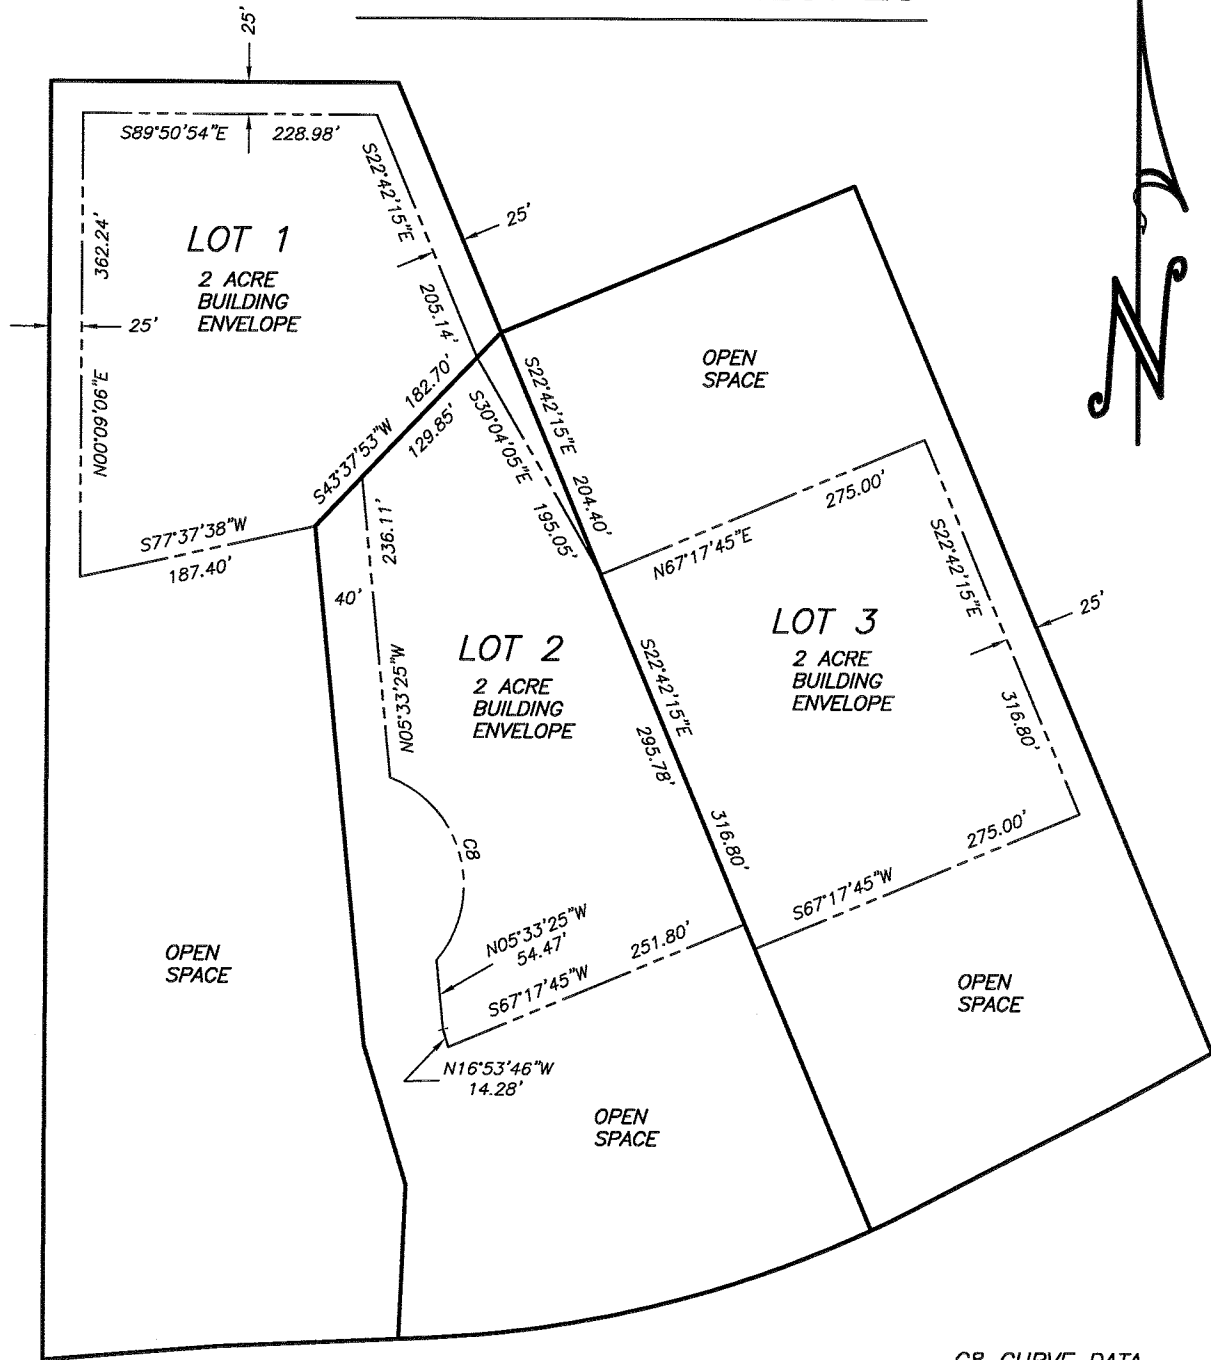 25'
S89°50'54"E 228.98'
S22°42'15"E
25'
362.24'
LOT 1
2 ACRE
BUILDING
ENVELOPE
205.14'
25'
N00°09'06"E
182.70'
S43°37'53"W
129.85'
S30°04'05"E
195.05'
S22°42'15"E
204.40'
OPEN
SPACE
N
S77°37'38"W
187.40'
236.11'
40'
N05°33'25"W
LOT 2
2 ACRE
BUILDING
ENVELOPE
N67°17'45"E
275.00'
S22°42'15"E
25'
LOT 3
2 ACRE
BUILDING
ENVELOPE
316.80'
S22°42'15"E
295.78'
316.80'
C8
S67°17'45"W
275.00'
N05°33'25"W
54.47'
S67°17'45"W
251.80'
N16°53'46"W
14.28'
OPEN
SPACE
OPEN
SPACE
OPEN
SPACE
C8 CURVE DATA